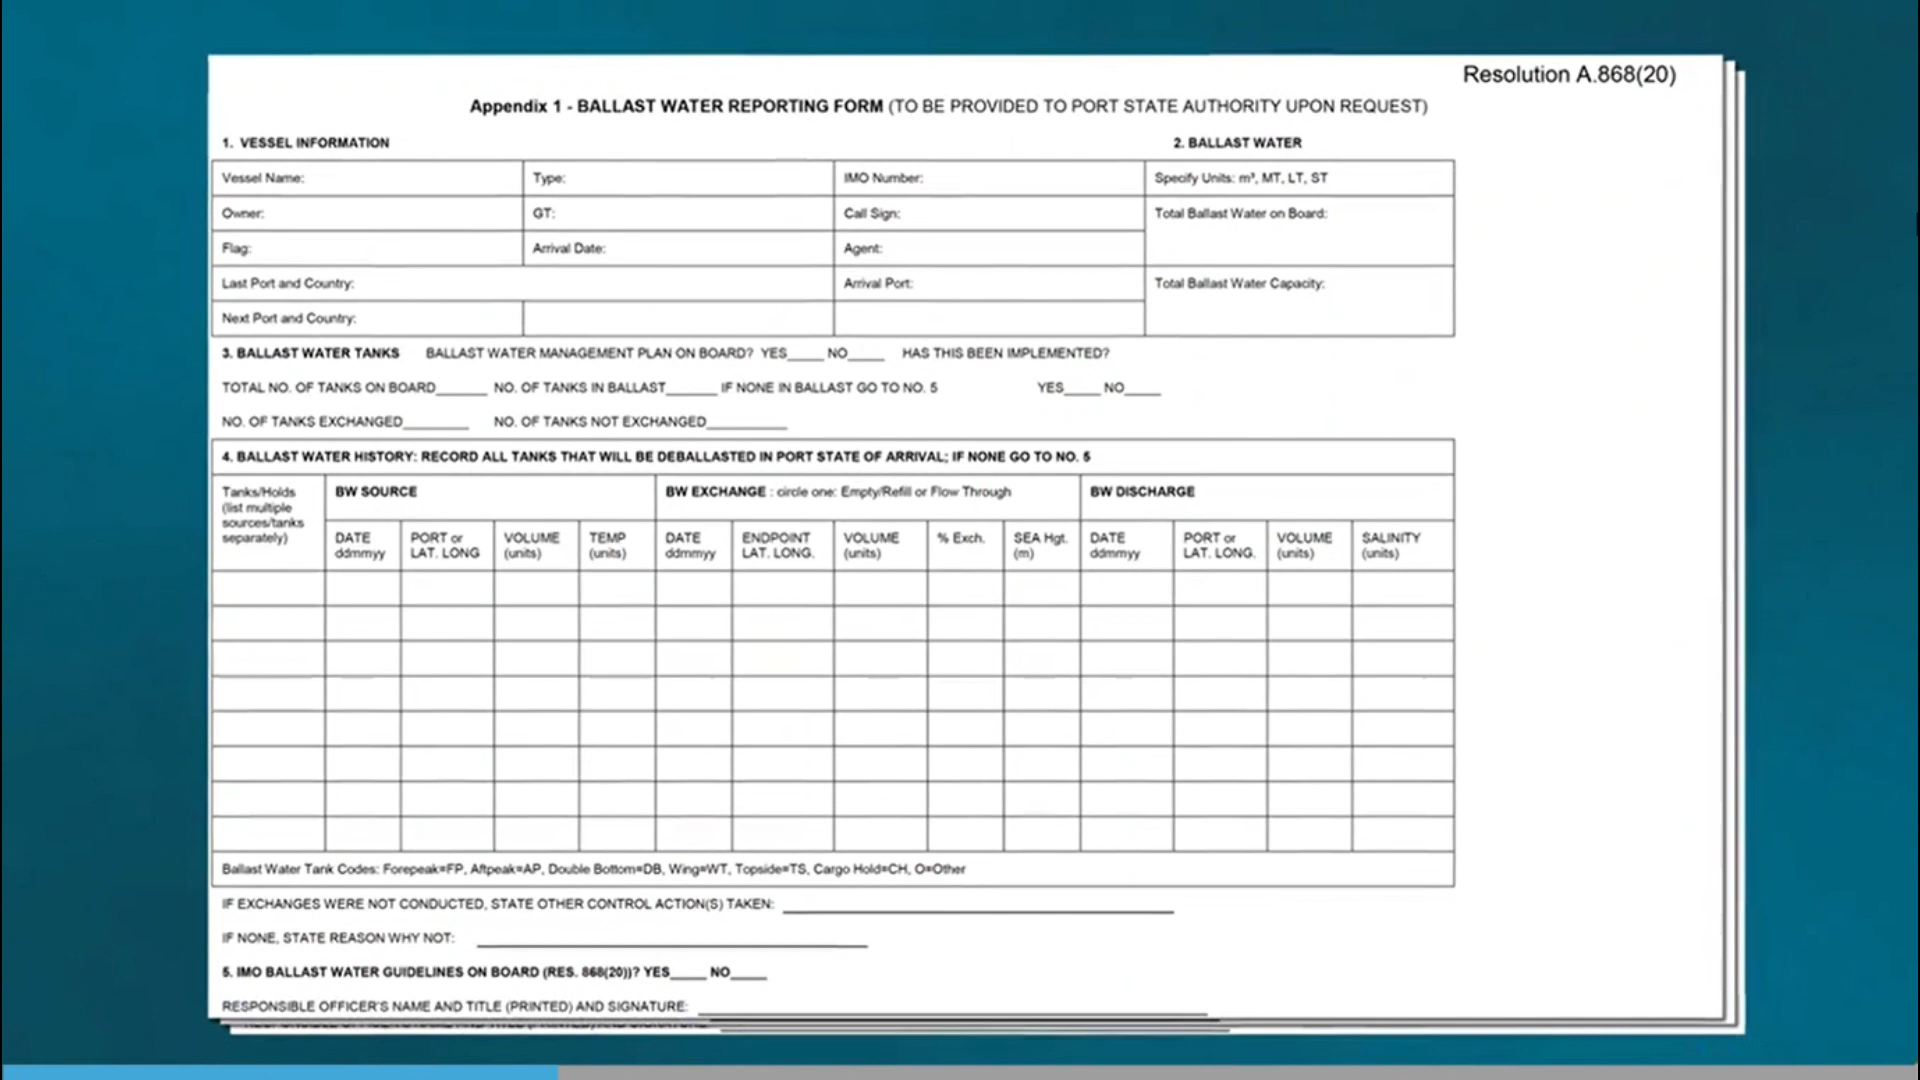 Resolution A.868(20)
Appendix 1 - BALLAST WATER REPORTING FORM (TO BE PROVIDED TO PORT STATE AUTHORITY UPON REQUEST)
1. VESSEL INFORMATION 2. BALLAST WATER
Vessel Name: Type: IMO Number: Specify Units: m³, MT, LT, ST
Owner: GT: Call Sign: Total Ballast Water on Board:
Flag: Arrival Date: Agent:
Last Port and Country: Arrival Port: Total Ballast Water Capacity:
Next Port and Country:
3. BALLAST WATER TANKS BALLAST WATER MANAGEMENT PLAN ON BOARD? YES_____ NO_____ HAS THIS BEEN IMPLEMENTED?
TOTAL NO. OF TANKS ON BOARD_______ NO. OF TANKS IN BALLAST_______ IF NONE IN BALLAST GO TO NO. 5 YES_____ NO_____
NO. OF TANKS EXCHANGED_________ NO. OF TANKS NOT EXCHANGED___________
4. BALLAST WATER HISTORY: RECORD ALL TANKS THAT WILL BE DEBALLASTED IN PORT STATE OF ARRIVAL; IF NONE GO TO NO. 5
Tanks/Holds
(list multiple
sources/tanks
separately)
BW SOURCE BW EXCHANGE : circle one: Empty/Refill or Flow Through BW DISCHARGE
DATE PORT or VOLUME TEMP DATE ENDPOINT VOLUME % Exch. SEA Hgt. DATE PORT or VOLUME SALINITY
ddmmyy LAT. LONG (units) (units) ddmmyy LAT. LONG. (units) (m) ddmmyy LAT. LONG. (units) (units)
Ballast Water Tank Codes: Forepeak=FP, Aftpeak=AP, Double Bottom=DB, Wing=WT, Topside=TS, Cargo Hold=CH, O=Other
IF EXCHANGES WERE NOT CONDUCTED, STATE OTHER CONTROL ACTION(S) TAKEN:
IF NONE, STATE REASON WHY NOT:
5. IMO BALLAST WATER GUIDELINES ON BOARD (RES. 868(20))? YES_____ NO_____
RESPONSIBLE OFFICER'S NAME AND TITLE (PRINTED) AND SIGNATURE: